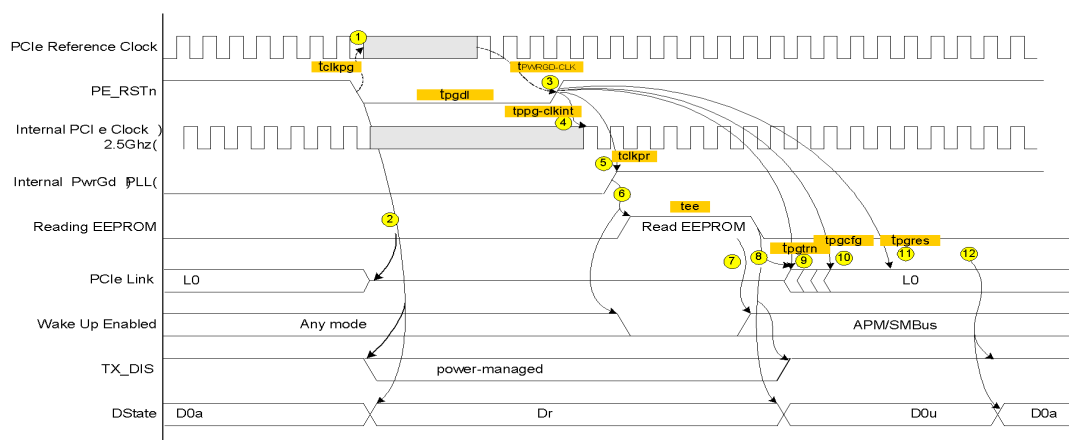 PCIe Reference Clock
1
tclkpg
tPWRGD-CLK
3
PE_RSTn
tpgdl
tppg-clkint
4
Internal PCI e Clock )
2.5Ghz(
5
tclkpr
Internal PwrGd )PLL(
6
tee
2
Reading EEPROM
Read EEPROM
tpgcfg
tpgres
tpgtrn
7
8
9
10
11
12
PCIe Link
L0
L0
Wake Up Enabled
Any mode
APM/SMBus
TX_DIS
power-managed
DState
D0a
Dr
D0u
D0a